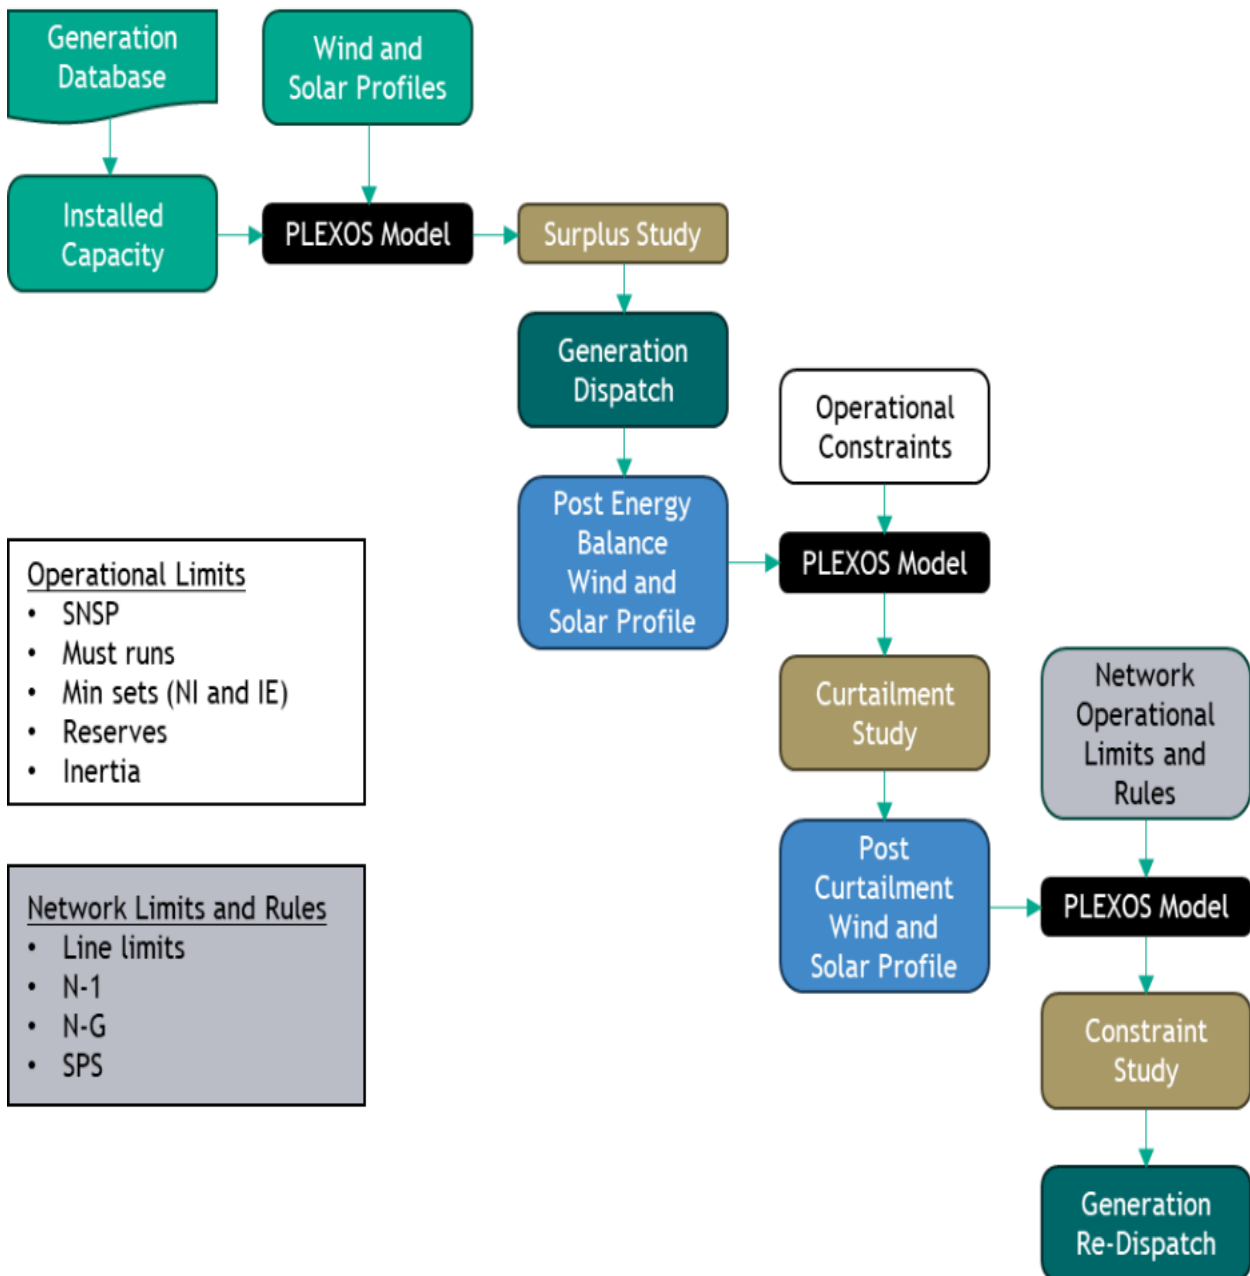 Generation
Database
Wind and
Solar Profiles
Installed
Capacity
PLEXOS Model
Surplus Study
Generation
Dispatch
Operational
Constraints
Post Energy
Balance
Wind and
Solar Profile
PLEXOS Model
Operational Limits
• SNSP
• Must runs
• Min sets (NI and IE)
• Reserves
• Inertia
Curtailment
Study
Network
Operational
Limits and
Rules
Post
Curtailment
Wind and
Solar Profile
PLEXOS Model
Network Limits and Rules
• Line limits
• N-1
• N-G
• SPS
Constraint
Study
Generation
Re-Dispatch